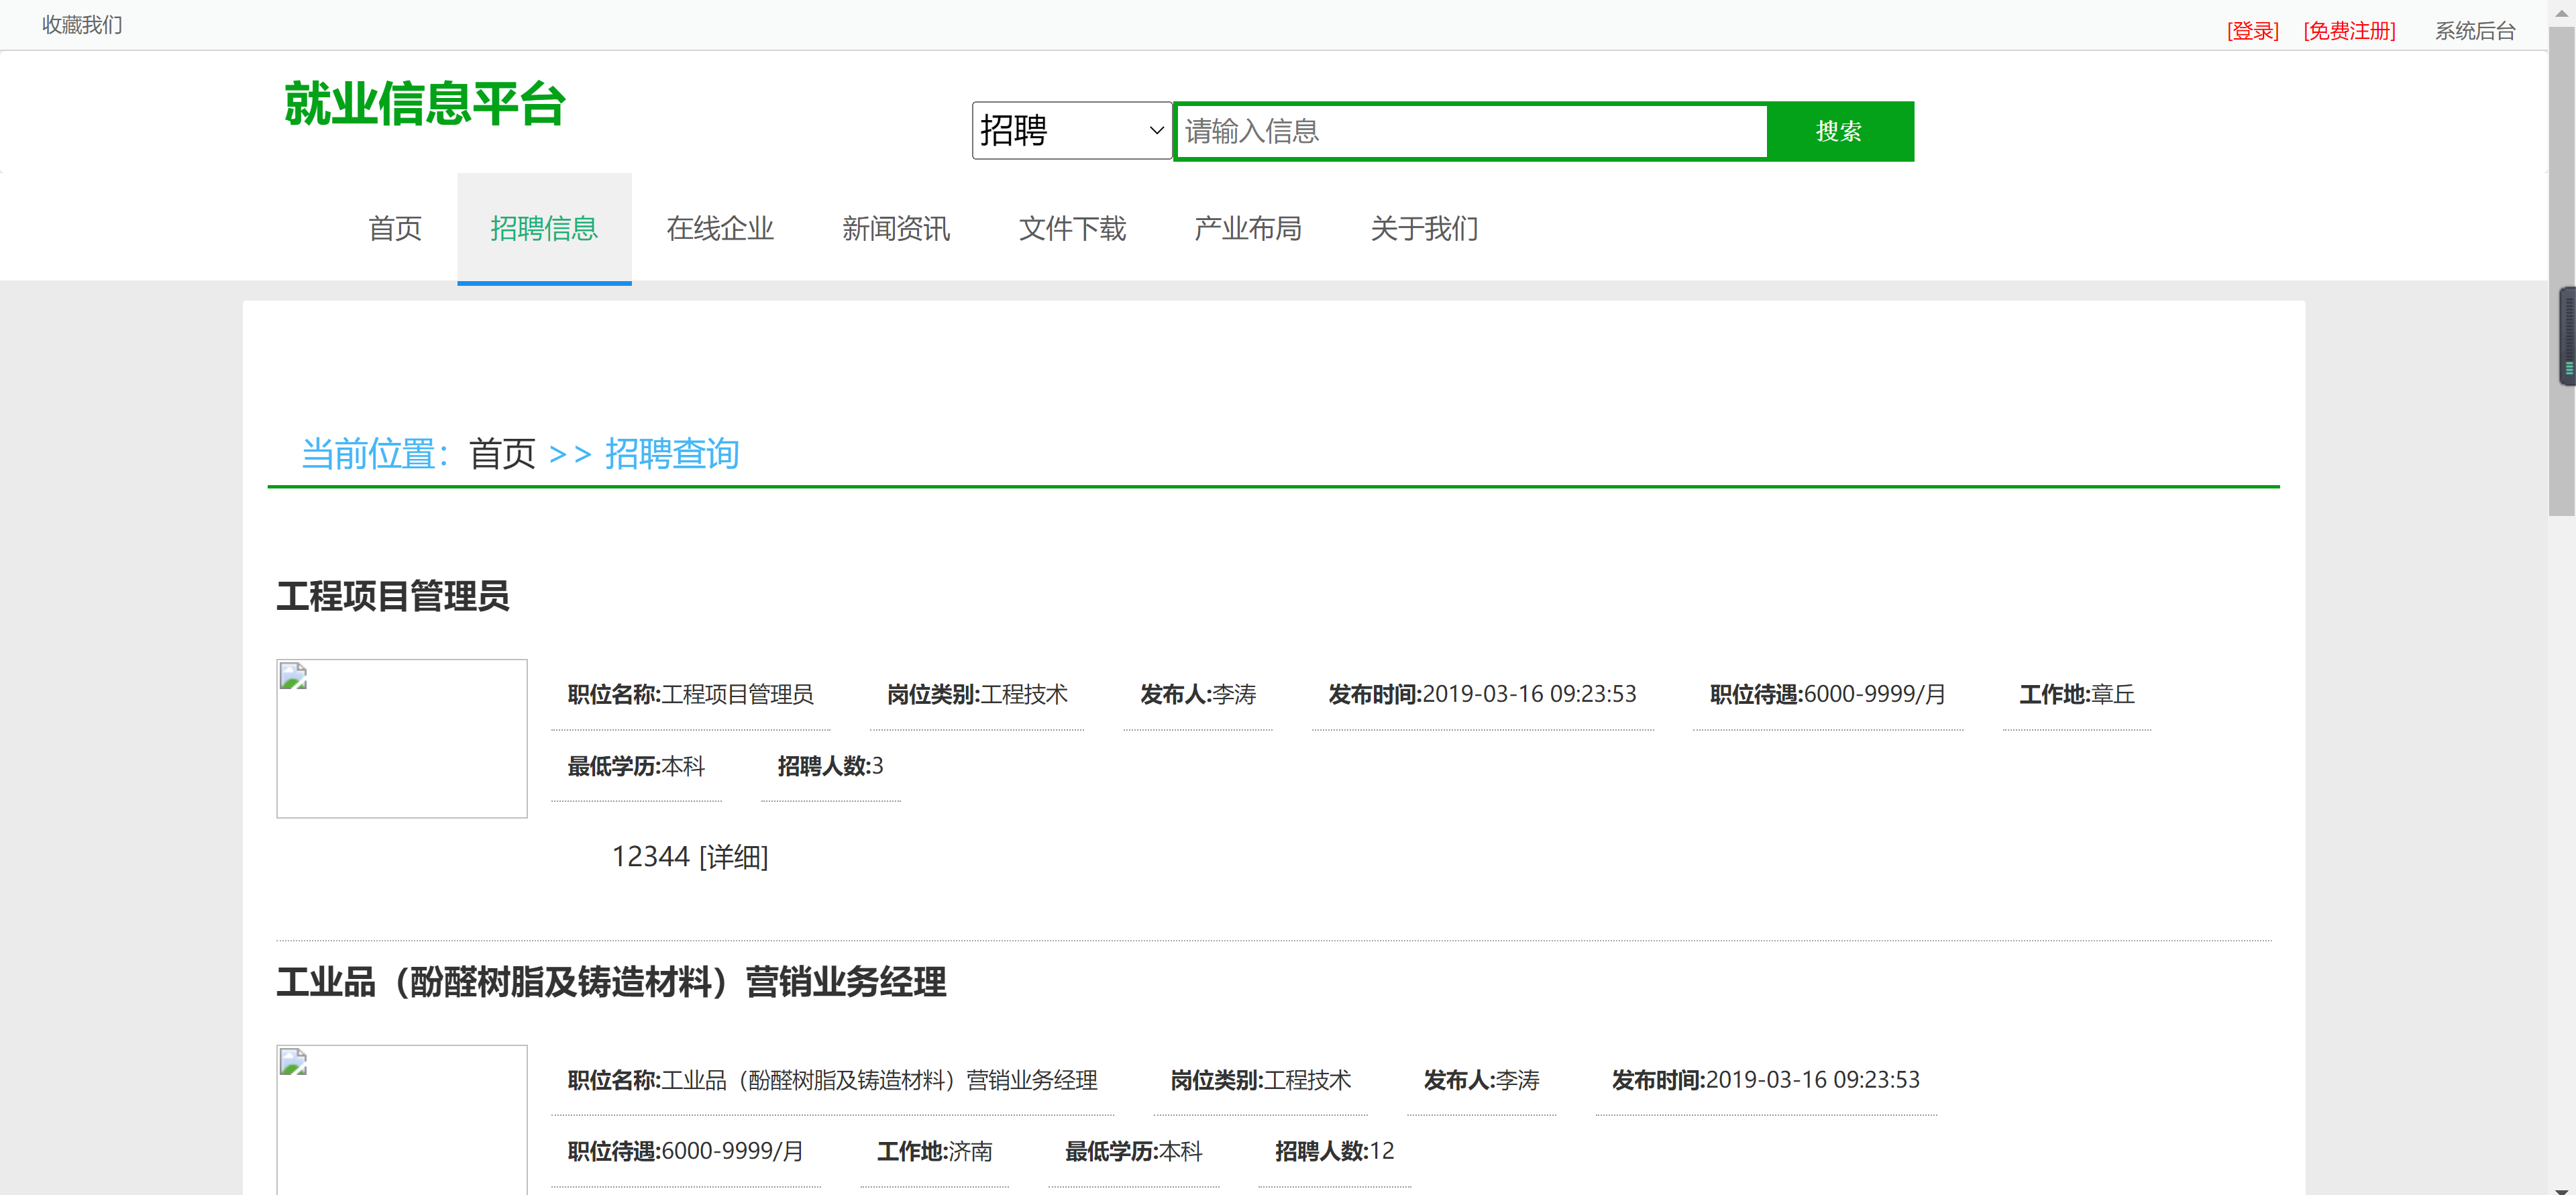 收藏我们
[登录] [免费注册] 系统后台
就业信息平台
招聘 请输入信息 搜索
首页 招聘信息 在线企业 新闻资讯 文件下载 产业布局 关于我们
当前位置：首页 >> 招聘查询
工程项目管理员
职位名称:工程项目管理员 岗位类别:工程技术 发布人:李涛 发布时间:2019-03-16 09:23:53 职位待遇:6000-9999/月 工作地:章丘
最低学历:本科 招聘人数:3
12344 [详细]
工业品（酚醛树脂及铸造材料）营销业务经理
职位名称:工业品（酚醛树脂及铸造材料）营销业务经理 岗位类别:工程技术 发布人:李涛 发布时间:2019-03-16 09:23:53
职位待遇:6000-9999/月 工作地:济南 最低学历:本科 招聘人数:12